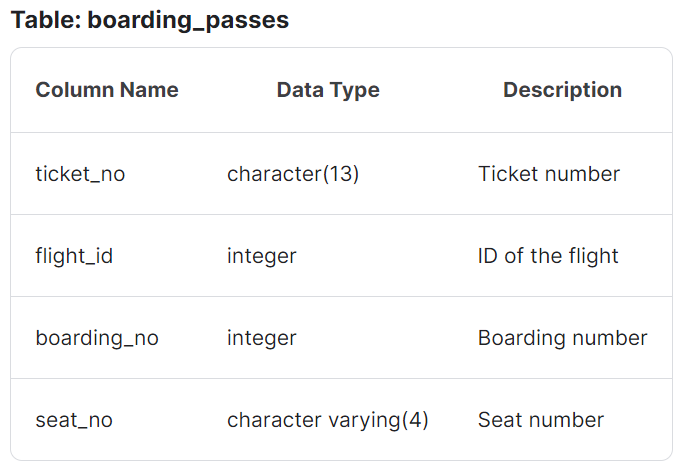 Table: boarding_passes
Column Name Data Type Description
ticket_no character(13) Ticket number
flight_id integer ID of the flight
boarding_no integer Boarding number
seat_no character varying(4) Seat number